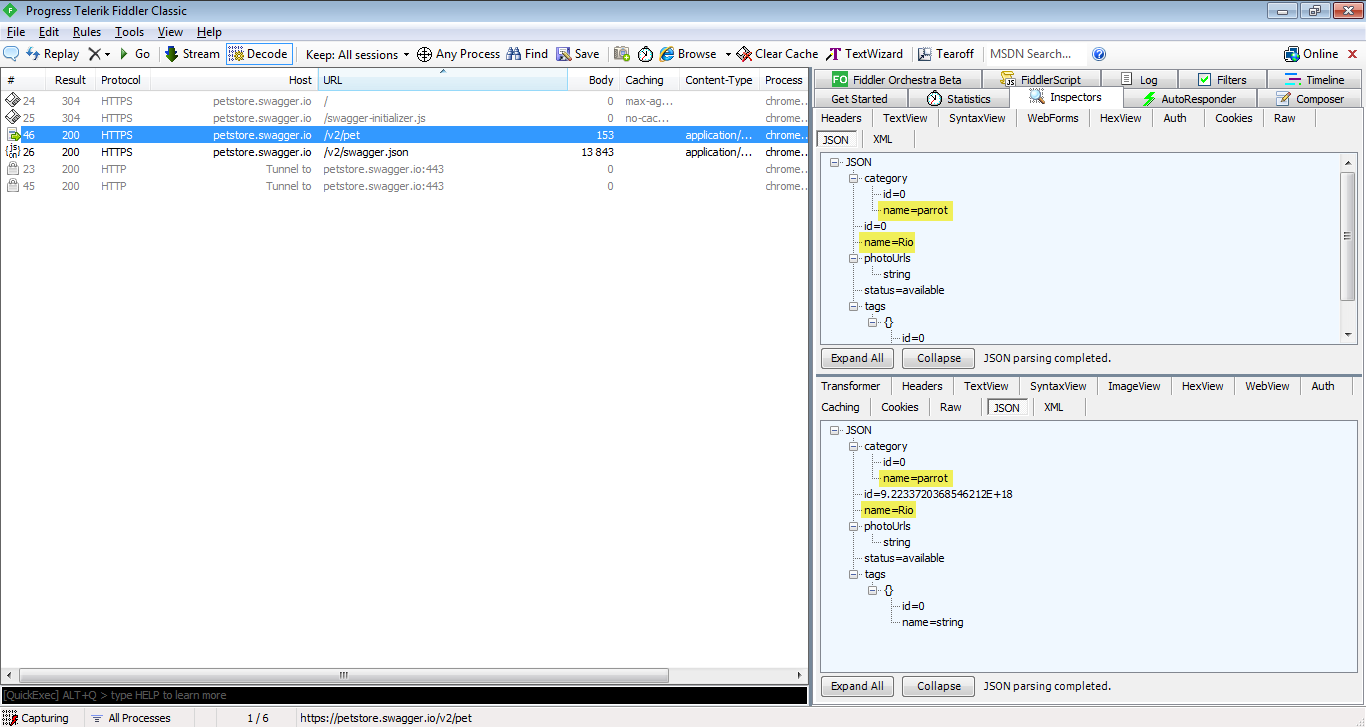 Progress Telerik Fiddler Classic
File Edit Rules Tools View Help
Replay Go Stream Decode Keep: All sessions Any Process Find Save Browse Clear Cache TextWizard Tearoff MSDN Search... Online
# Result Protocol Host URL Body Caching Content-Type Process
24 304 HTTPS petstore.swagger.io / 0 max-ag... chrome..
25 304 HTTPS petstore.swagger.io /swagger-initializer.js 0 no-cac... chrome..
46 200 HTTPS petstore.swagger.io /v2/pet 153 application/... chrome..
{js on} 26 200 HTTPS petstore.swagger.io /v2/swagger.json 13 843 application/... chrome..
23 200 HTTP Tunnel to petstore.swagger.io:443 0 chrome..
45 200 HTTP Tunnel to petstore.swagger.io:443 0 chrome..
[QuickExec] ALT+Q > type HELP to learn more
FO Fiddler Orchestra Beta JS FiddlerScript Log Filters Timeline
Get Started Statistics Inspectors AutoResponder Composer
Headers TextView SyntaxView WebForms HexView Auth Cookies Raw
JSON XML
JSON
category
id=0
name=parrot
id=0
name=Rio
photoUrls
string
status=available
tags
{}
id=0
Expand All Collapse JSON parsing completed.
Transformer Headers TextView SyntaxView ImageView HexView WebView Auth
Caching Cookies Raw JSON XML
JSON
category
id=0
name=parrot
id=9.2233720368546212E+18
name=Rio
photoUrls
string
status=available
tags
{}
id=0
name=string
Expand All Collapse JSON parsing completed.
Capturing All Processes 1 / 6 https://petstore.swagger.io/v2/pet